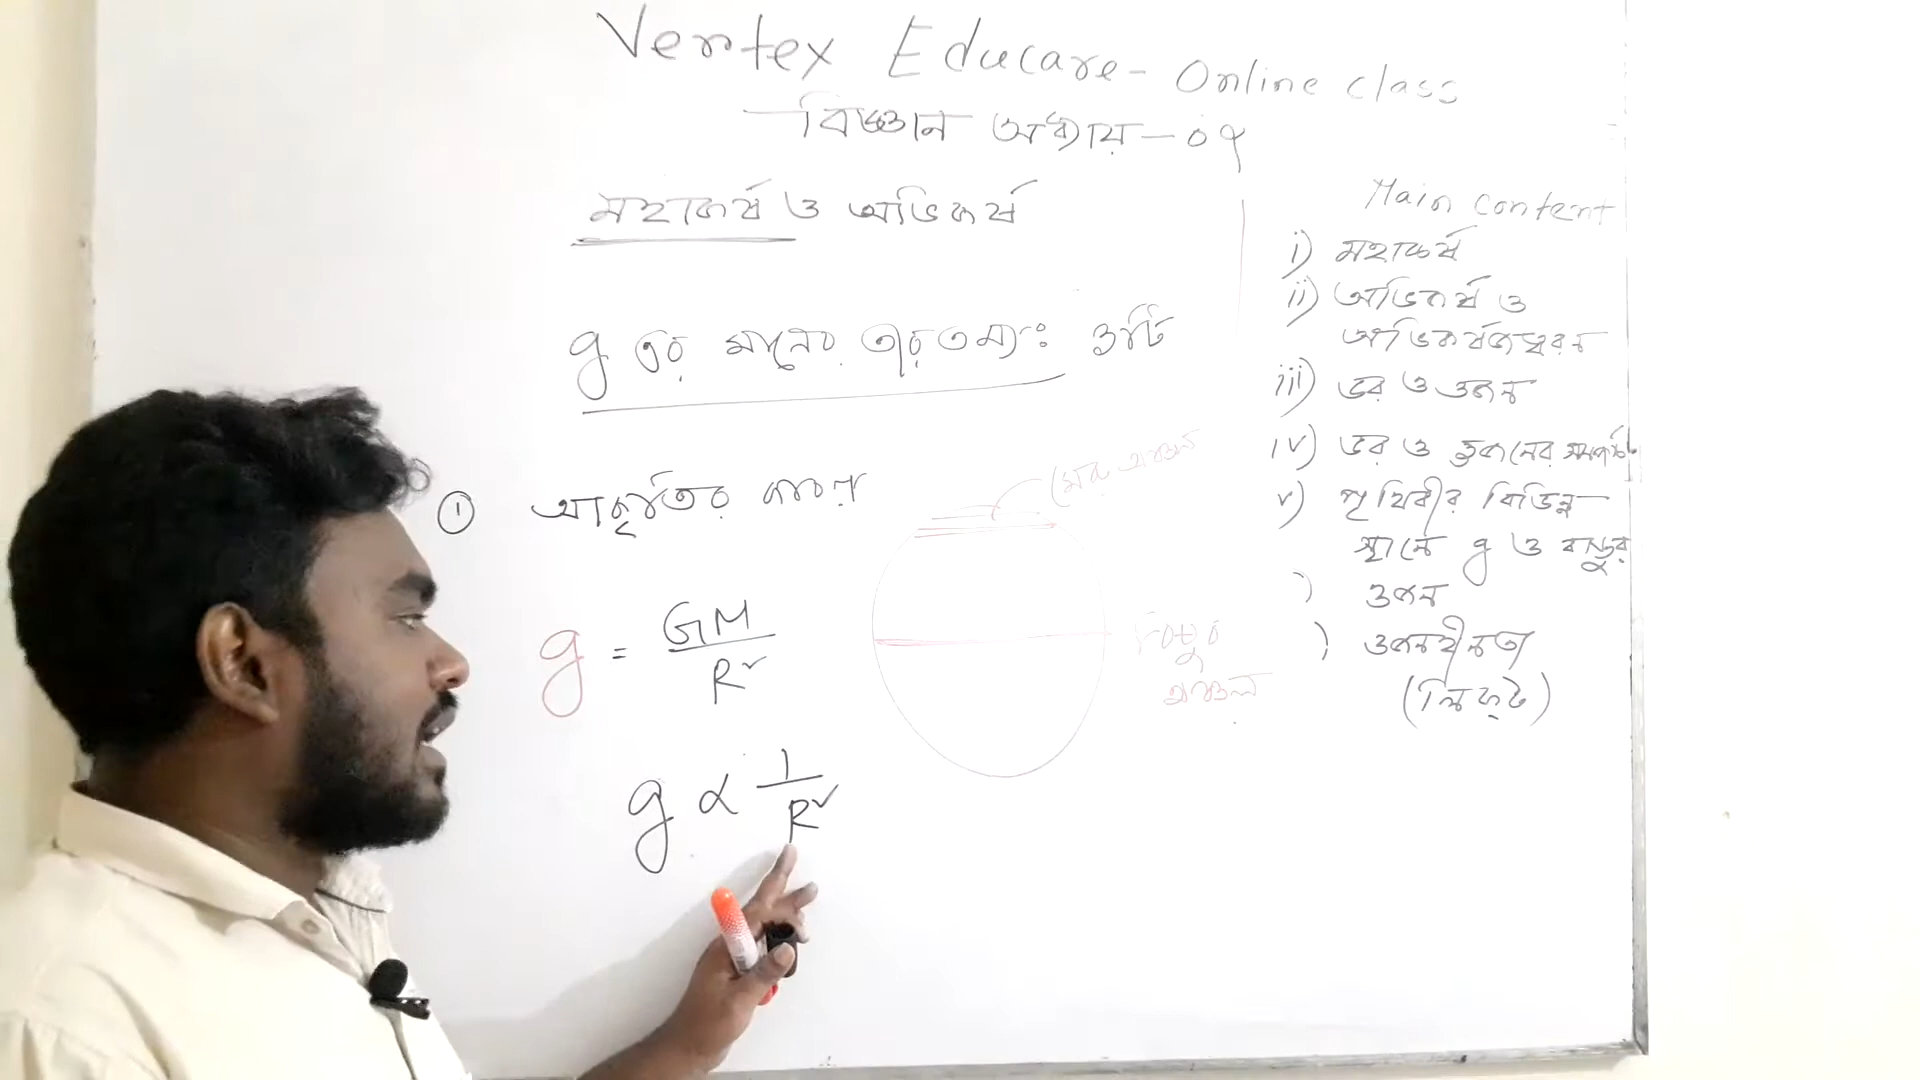 Vertex Educare - Online class
বিজ্ঞান অধ্যায় - ০৭
মহাকর্ষ ও অভিকর্ষ
g এর মানের তারতম্যঃ ৩টি
① আকৃতির কারণে
g = GM / R²
g ∝ 1 / R²
মেরু অঞ্চল
বিষুব
অঞ্চল
Main content
i) মহাকর্ষ
ii) অভিকর্ষ ও
অভিকর্ষজ ত্বরণ
iii) ভর ও ওজন
iv) ভর ও ওজনের সম্পর্ক
v) পৃথিবীর বিভিন্ন
স্থানে g ও বস্তুর
) ওজন
) ওজনহীনতা
(লিফ্ট)